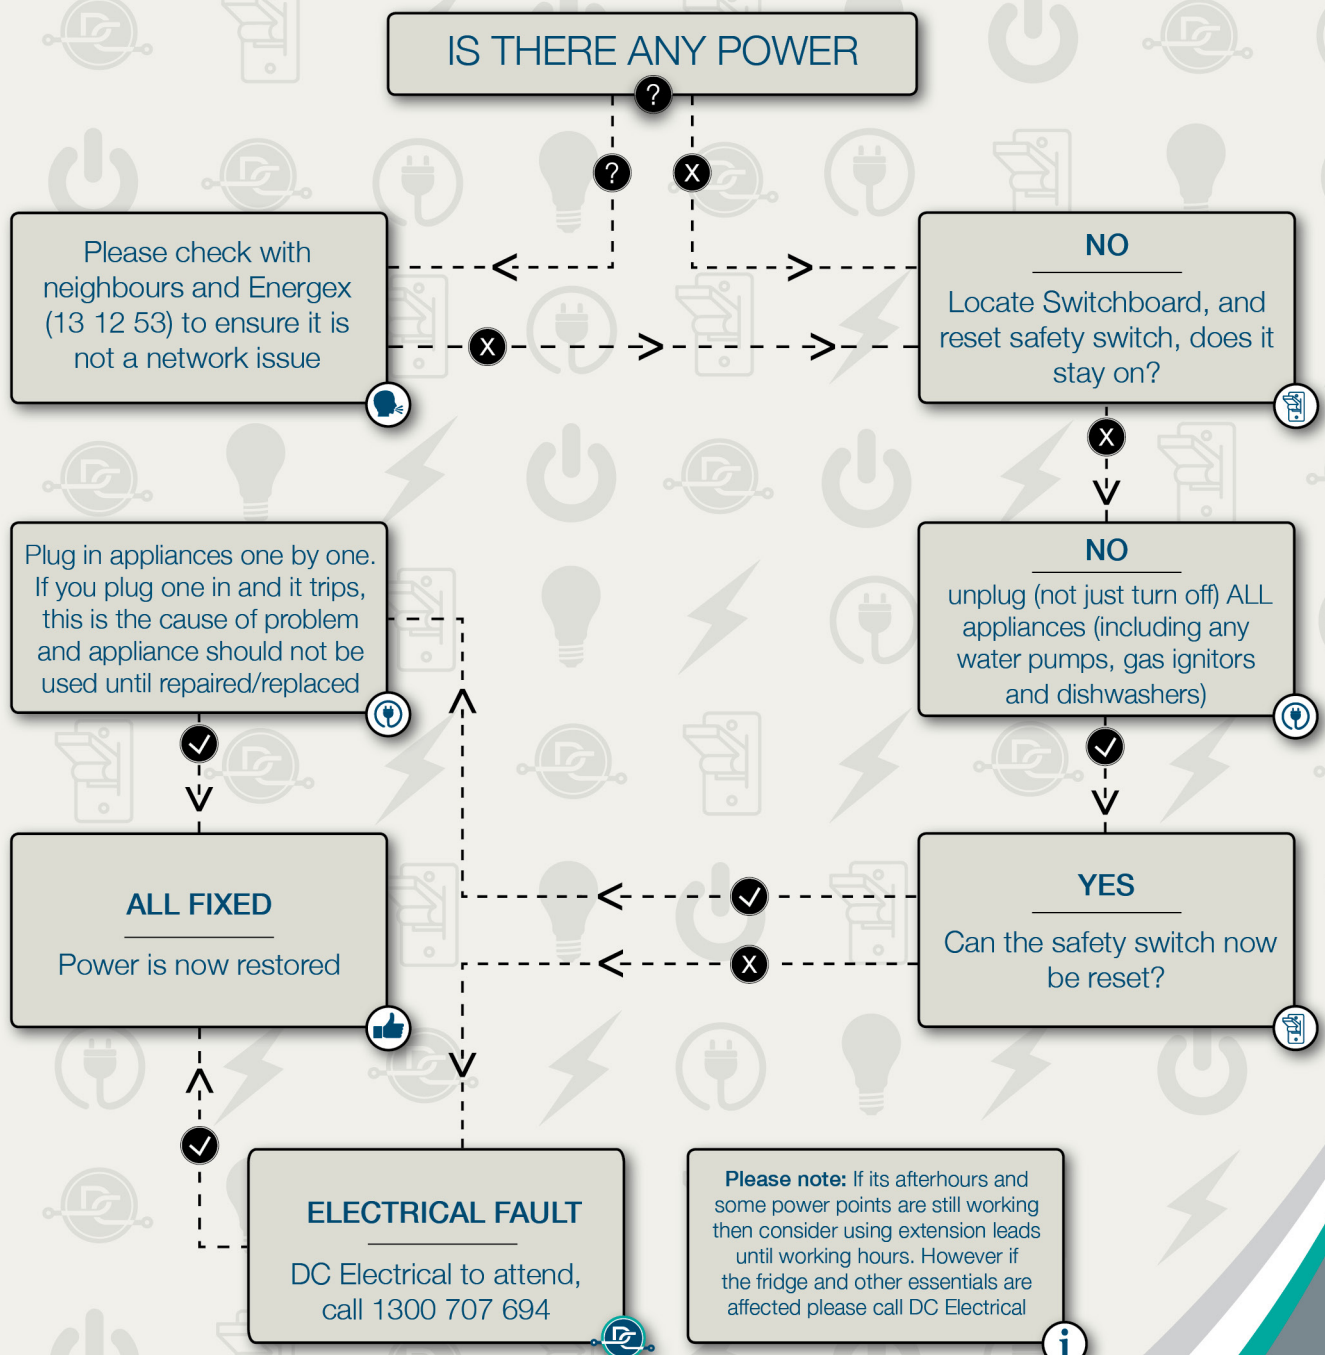 IS THERE ANY POWER
?
?
X
Please check with
neighbours and Energex
(13 12 53) to ensure it is
not a network issue
X
NO
Locate Switchboard, and
reset safety switch, does it
stay on?
X
NO
unplug (not just turn off) ALL
appliances (including any
water pumps, gas ignitors
and dishwashers)
Plug in appliances one by one.
If you plug one in and it trips,
this is the cause of problem
and appliance should not be
used until repaired/replaced
YES
Can the safety switch now
be reset?
X
ALL FIXED
Power is now restored
ELECTRICAL FAULT
DC Electrical to attend,
call 1300 707 694
DC
Please note: If its afterhours and
some power points are still working
then consider using extension leads
until working hours. However if
the fridge and other essentials are
affected please call DC Electrical
i